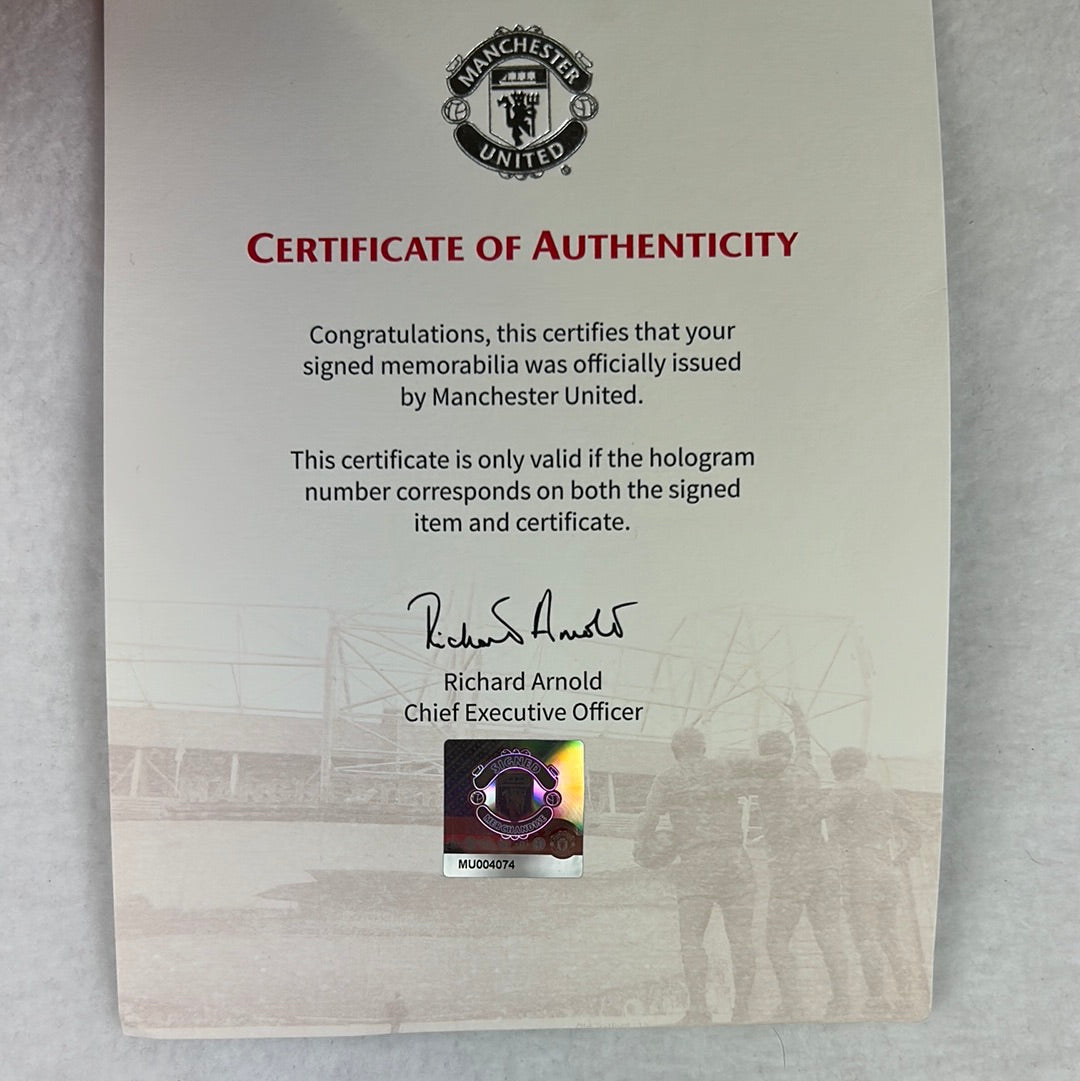 MANCHESTER
UNITED
CERTIFICATE OF AUTHENTICITY
Congratulations, this certifies that your
signed memorabilia was officially issued
by Manchester United.
This certificate is only valid if the hologram
number corresponds on both the signed
item and certificate.
Richard Arnold
Richard Arnold
Chief Executive Officer
SIGNED
MERCHANDISE
MU004074